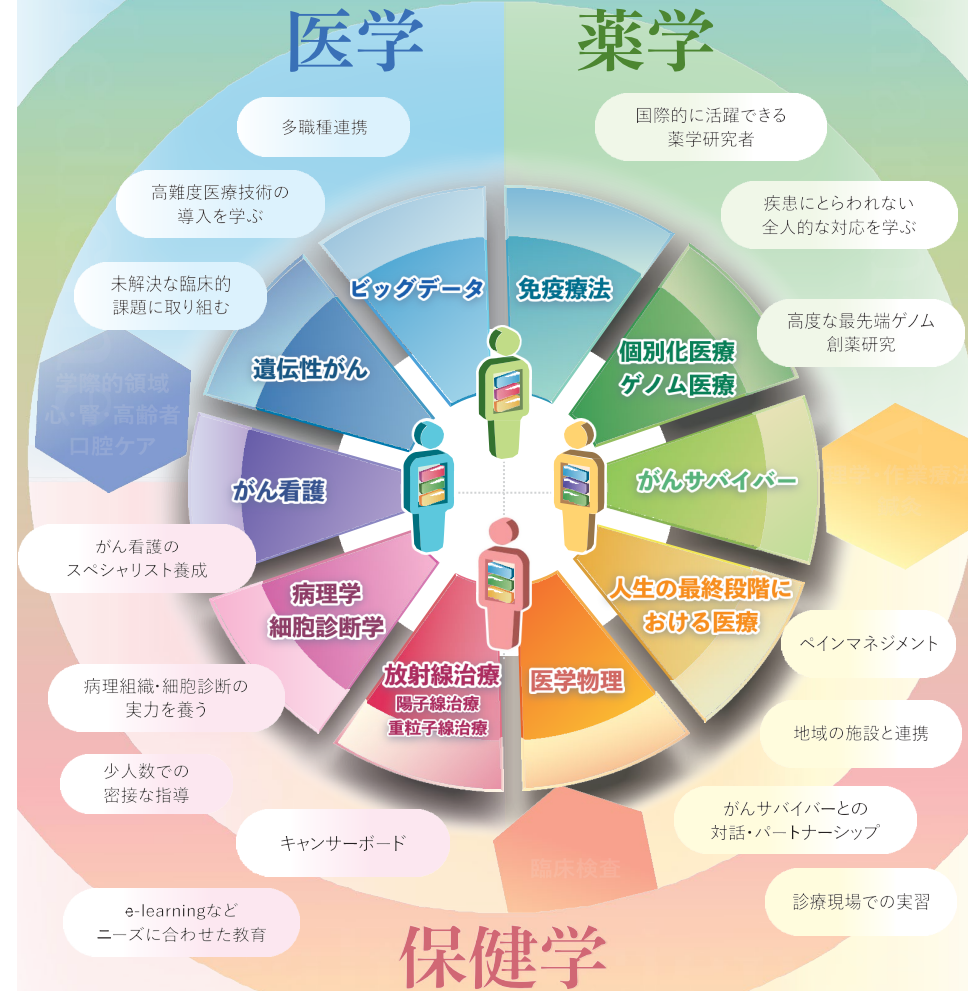 医学
薬学
多職種連携
国際的に活躍できる
薬学研究者
高難度医療技術の
導入を学ぶ
疾患にとらわれない
全人的な対応を学ぶ
未解決な臨床的
課題に取り組む
高度な最先端ゲノム
創薬研究
ビッグデータ
免疫療法
遺伝性がん
個別化医療
ゲノム医療
学際的領域
心・腎・高齢者
口腔ケア
がん看護
がんサバイバー
がん看護の
スペシャリスト養成
病理学
細胞診断学
人生の最終段階に
おける医療
放射線治療
陽子線治療
重粒子線治療
医学物理
ペインマネジメント
病理組織・細胞診断の
実力を養う
地域の施設と連携
少人数での
密接な指導
がんサバイバーとの
対話・パートナーシップ
キャンサーボード
臨床検査
診療現場での実習
e-learningなど
ニーズに合わせた教育
保健学